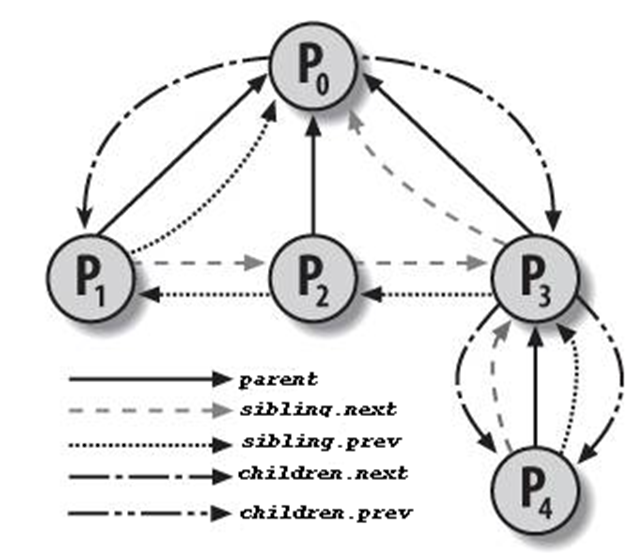 P0
P1
P2
P3
parent
sibling.next
sibling.prev
children.next
children.prev
P4